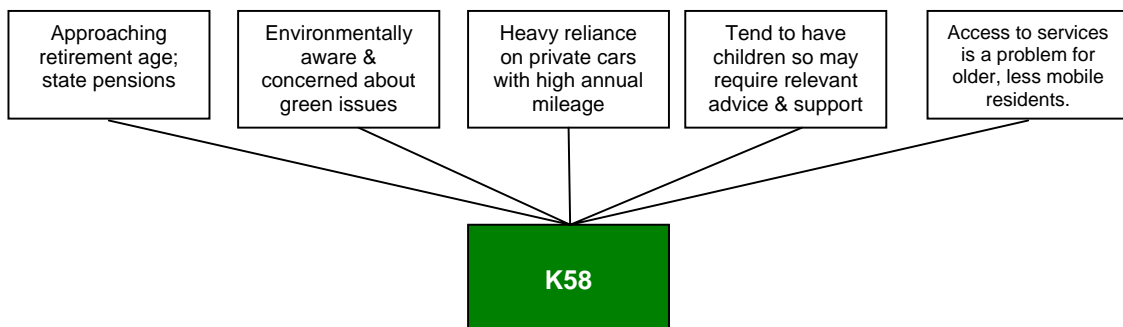 Approaching
retirement age;
state pensions
Environmentally
aware &
concerned about
green issues
Heavy reliance
on private cars
with high annual
mileage
Tend to have
children so may
require relevant
advice & support
Access to services
is a problem for
older, less mobile
residents.
K58